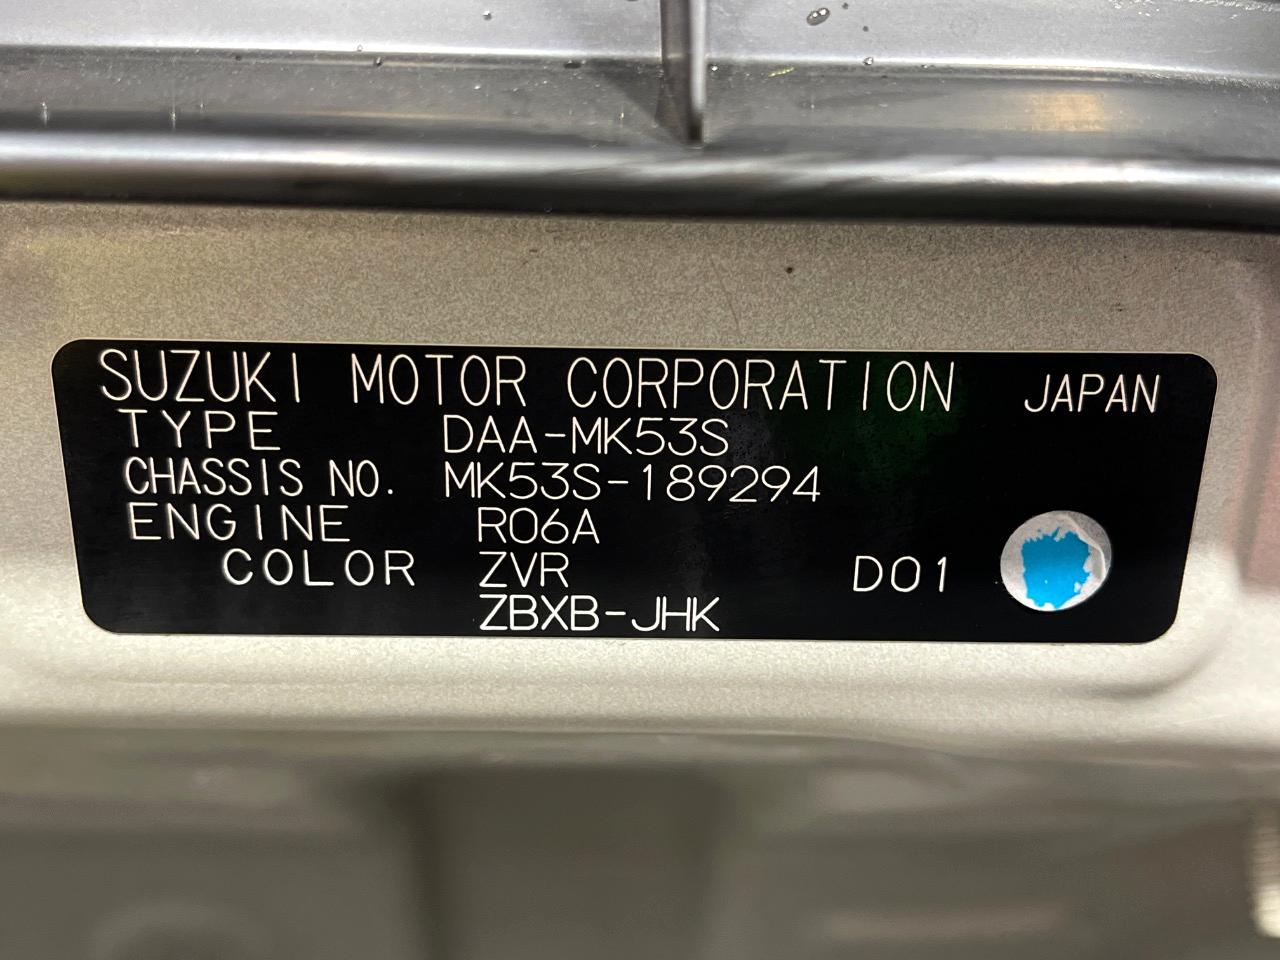 SUZUKI MOTOR CORPORATION JAPAN
TYPE DAA-MK53S
CHASSIS NO. MK53S-189294
ENGINE R06A
COLOR ZVR D01
ZBXB-JHK